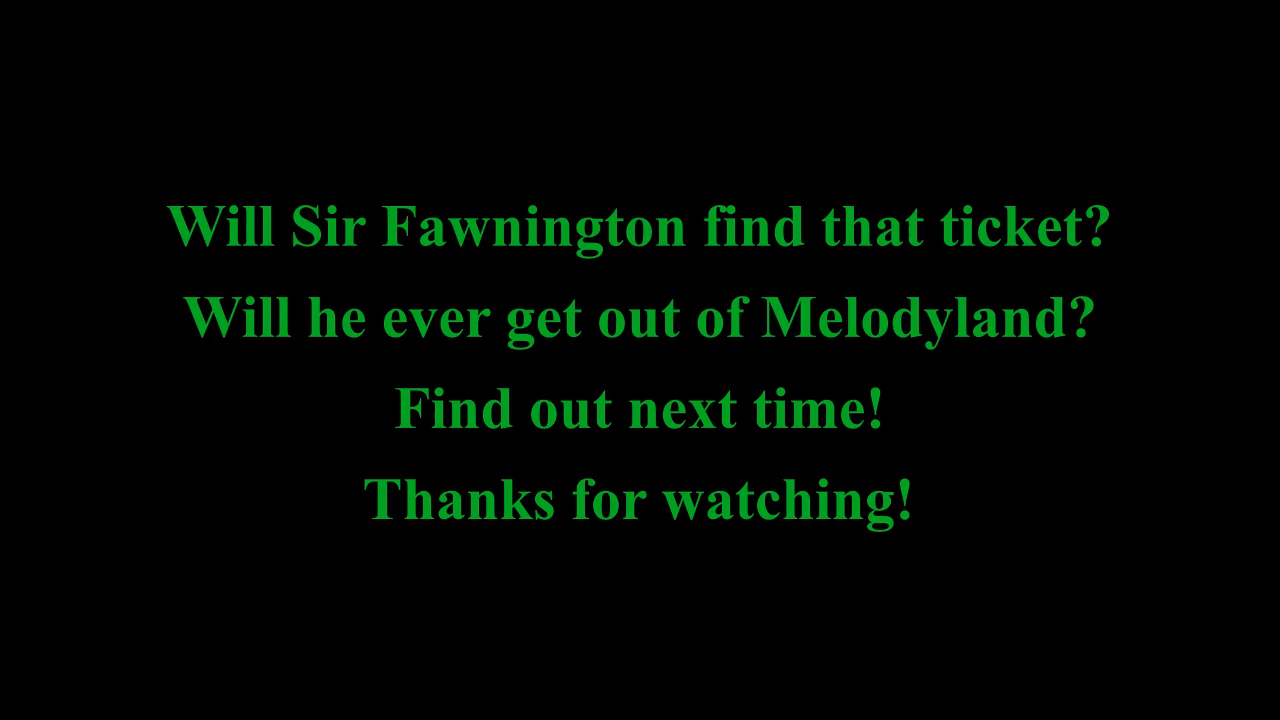 Will Sir Fawnington find that ticket?
Will he ever get out of Melodyland?
Find out next time!
Thanks for watching!